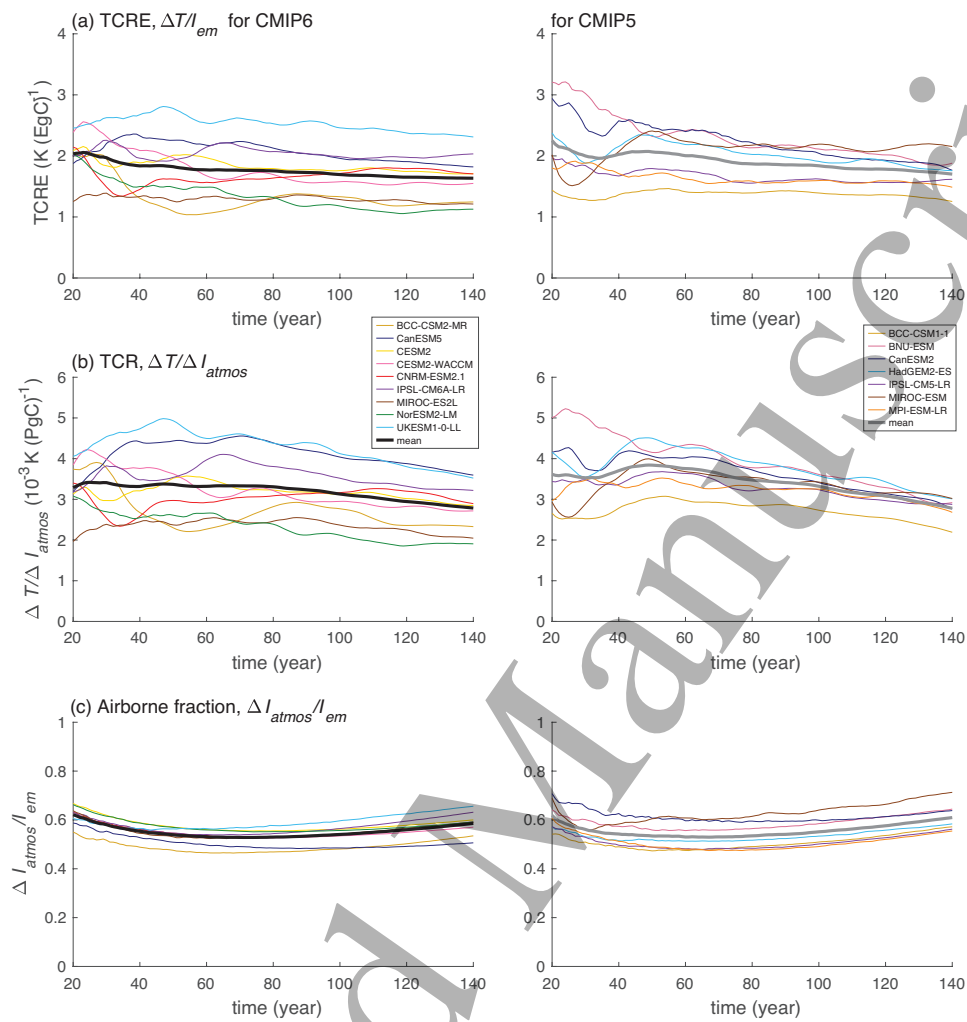 (a) TCRE, ΔT/I_em for CMIP6
for CMIP5
TCRE (K (EgC)^-1)
4
3
2
1
0
20 40 60 80 100 120 140
time (year)
4
3
2
1
0
20 40 60 80 100 120 140
time (year)
BCC-CSM2-MR
CanESM5
CESM2
CESM2-WACCM
CNRM-ESM2.1
IPSL-CM6A-LR
MIROC-ES2L
NorESM2-LM
UKESM1-0-LL
mean
BCC-CSM1-1
BNU-ESM
CanESM2
HadGEM2-ES
IPSL-CM5-LR
MIROC-ESM
MPI-ESM-LR
mean
(b) TCR, ΔT/Δ I_atmos
Δ T/Δ I_atmos (10^-3 K (PgC)^-1)
6
5
4
3
2
1
0
20 40 60 80 100 120 140
time (year)
6
5
4
3
2
1
0
20 40 60 80 100 120 140
time (year)
(c) Airborne fraction, Δ I_atmos/I_em
Δ I_atmos/I_em
1
0.8
0.6
0.4
0.2
0
20 40 60 80 100 120 140
time (year)
1
0.8
0.6
0.4
0.2
0
20 40 60 80 100 120 140
time (year)